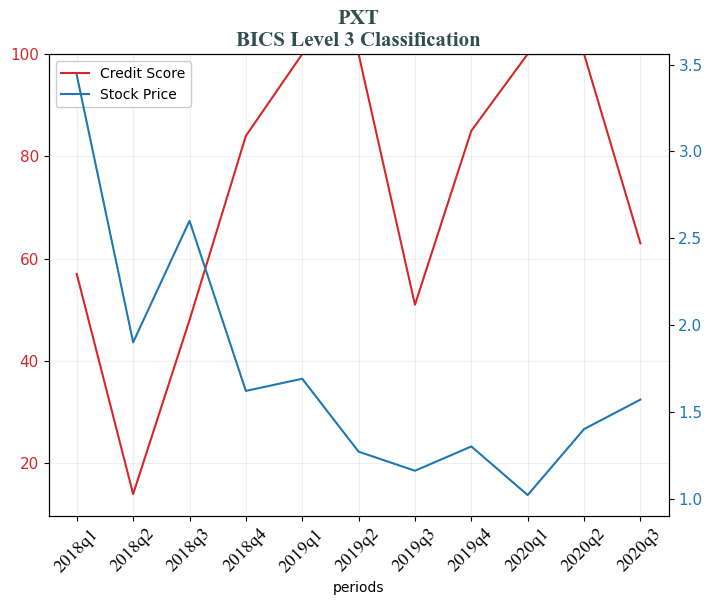 PXT
BICS Level 3 Classification
Credit Score
Stock Price
100
80
60
40
20
3.5
3.0
2.5
2.0
1.5
1.0
2018q1
2018q2
2018q3
2018q4
2019q1
2019q2
2019q3
2019q4
2020q1
2020q2
2020q3
periods